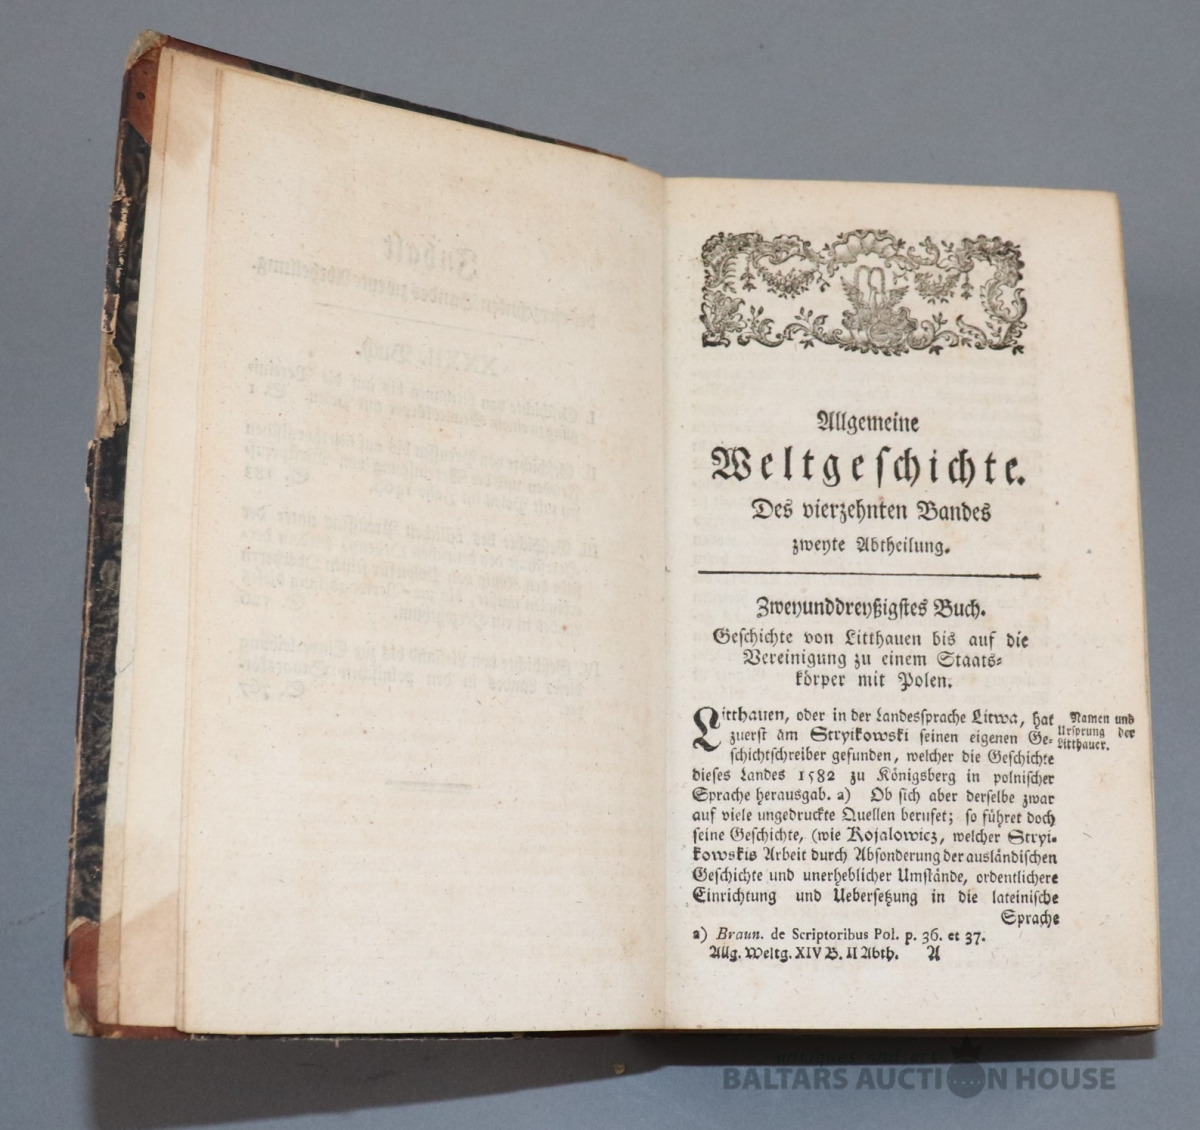 Allgemeine
Weltgeschichte.
Des vierzehnten Bandes
zweyte Abtheilung.
Zweyunddreyßigstes Buch.
Geschichte von Litthauen bis auf die
Vereinigung zu einem Staats-
körper mit Polen.
Litthauen, oder in der Landessprache Litwa, hat
zuerst am Stryikowski seinen eigenen Ge-
schichtschreiber gefunden, welcher die Geschichte
dieses Landes 1582 zu Königsberg in polnischer
Sprache herausgab. a) Ob sich aber derselbe zwar
auf viele ungedruckte Quellen berufet; so führet doch
seine Geschichte, (wie Kojalowicz, welcher Stryi-
kowskis Arbeit durch Absonderung der ausländischen
Geschichte und unerheblicher Umstände, ordentlichere
Einrichtung und Uebersetzung in die lateinische
Sprache
Namen und
Ursprung der
Litthauer.
a) Braun. de Scriptoribus Pol. p. 36. et 37.
Allg. Weltg. XIV B. II Abth. A
antiques and art
BALTARS AUCTION HOUSE